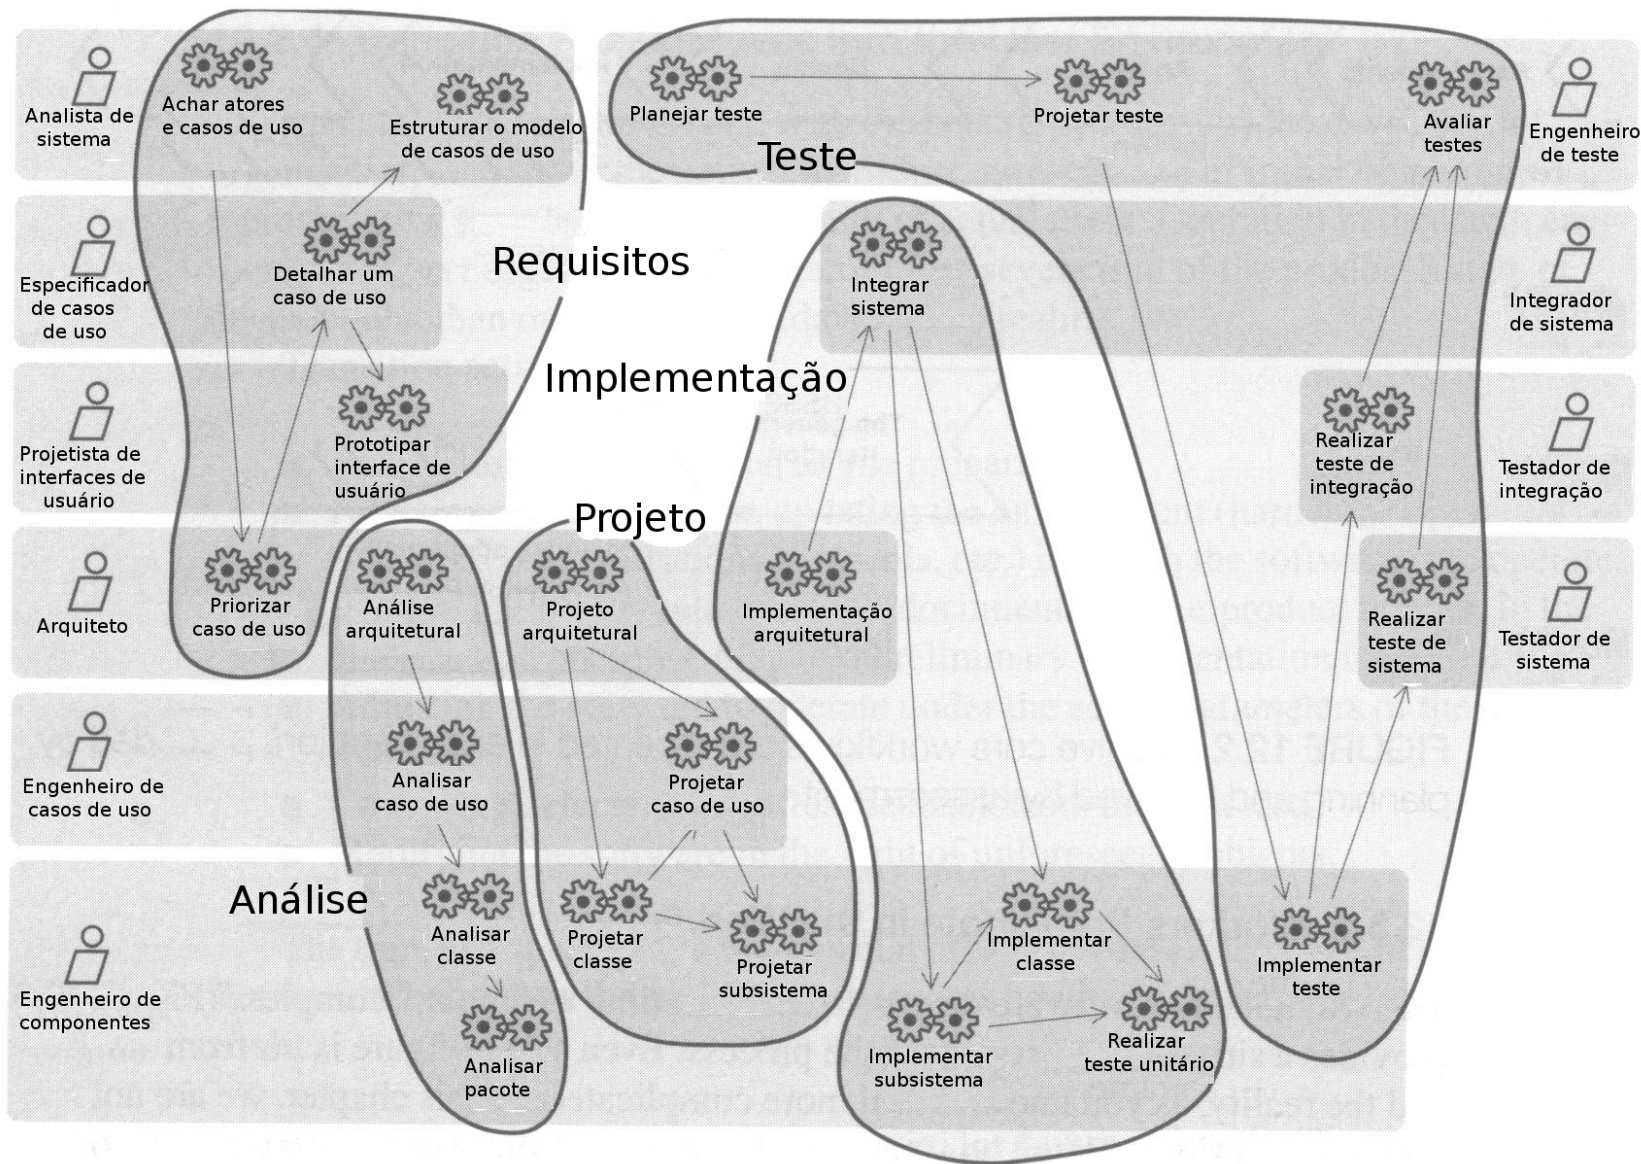 Analista de
sistema
Achar atores
e casos de uso
Estruturar o modelo
de casos de uso
Planejar teste
Projetar teste
Avaliar
testes
Engenheiro
de teste
Teste
Especificador
de casos
de uso
Detalhar um
caso de uso
Requisitos
Integrar
sistema
Integrador
de sistema
Implementação
Projetista de
interfaces de
usuário
Prototipar
interface de
usuário
Realizar
teste de
integração
Testador de
integração
Projeto
Arquiteto
Priorizar
caso de uso
Análise
arquitetural
Projeto
arquitetural
Implementação
arquitetural
Realizar
teste de
sistema
Testador de
sistema
Engenheiro de
casos de uso
Analisar
caso de uso
Projetar
caso de uso
Análise
Engenheiro de
componentes
Analisar
classe
Projetar
classe
Projetar
subsistema
Implementar
classe
Implementar
teste
Analisar
pacote
Implementar
subsistema
Realizar
teste unitário